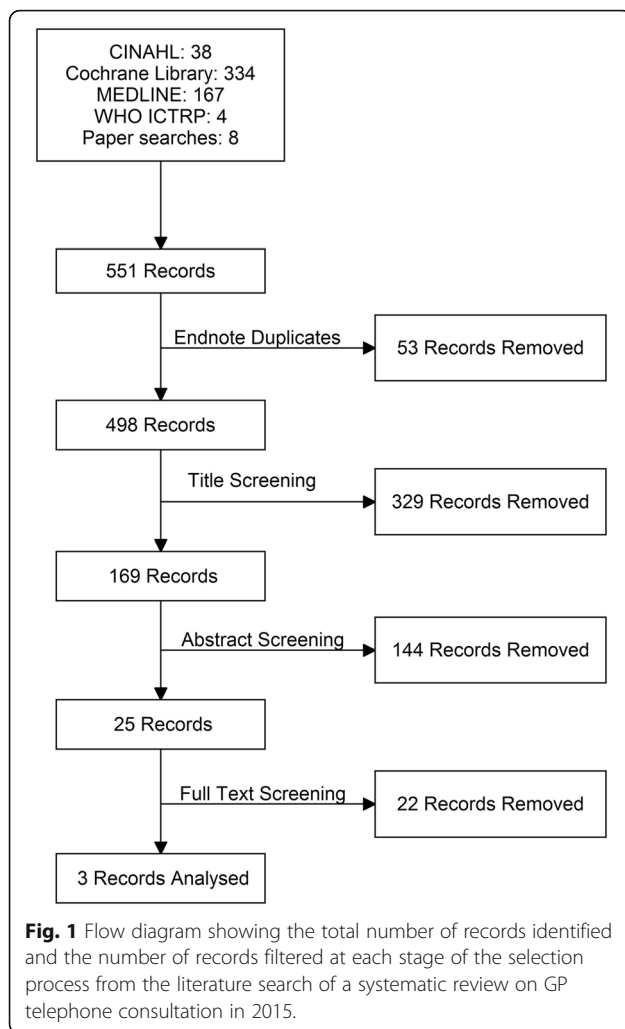 CINAHL: 38
Cochrane Library: 334
MEDLINE: 167
WHO ICTRP: 4
Paper searches: 8
551 Records
Endnote Duplicates
53 Records Removed
498 Records
Title Screening
329 Records Removed
169 Records
Abstract Screening
144 Records Removed
25 Records
Full Text Screening
22 Records Removed
3 Records Analysed
Fig. 1 Flow diagram showing the total number of records identified
and the number of records filtered at each stage of the selection
process from the literature search of a systematic review on GP
telephone consultation in 2015.